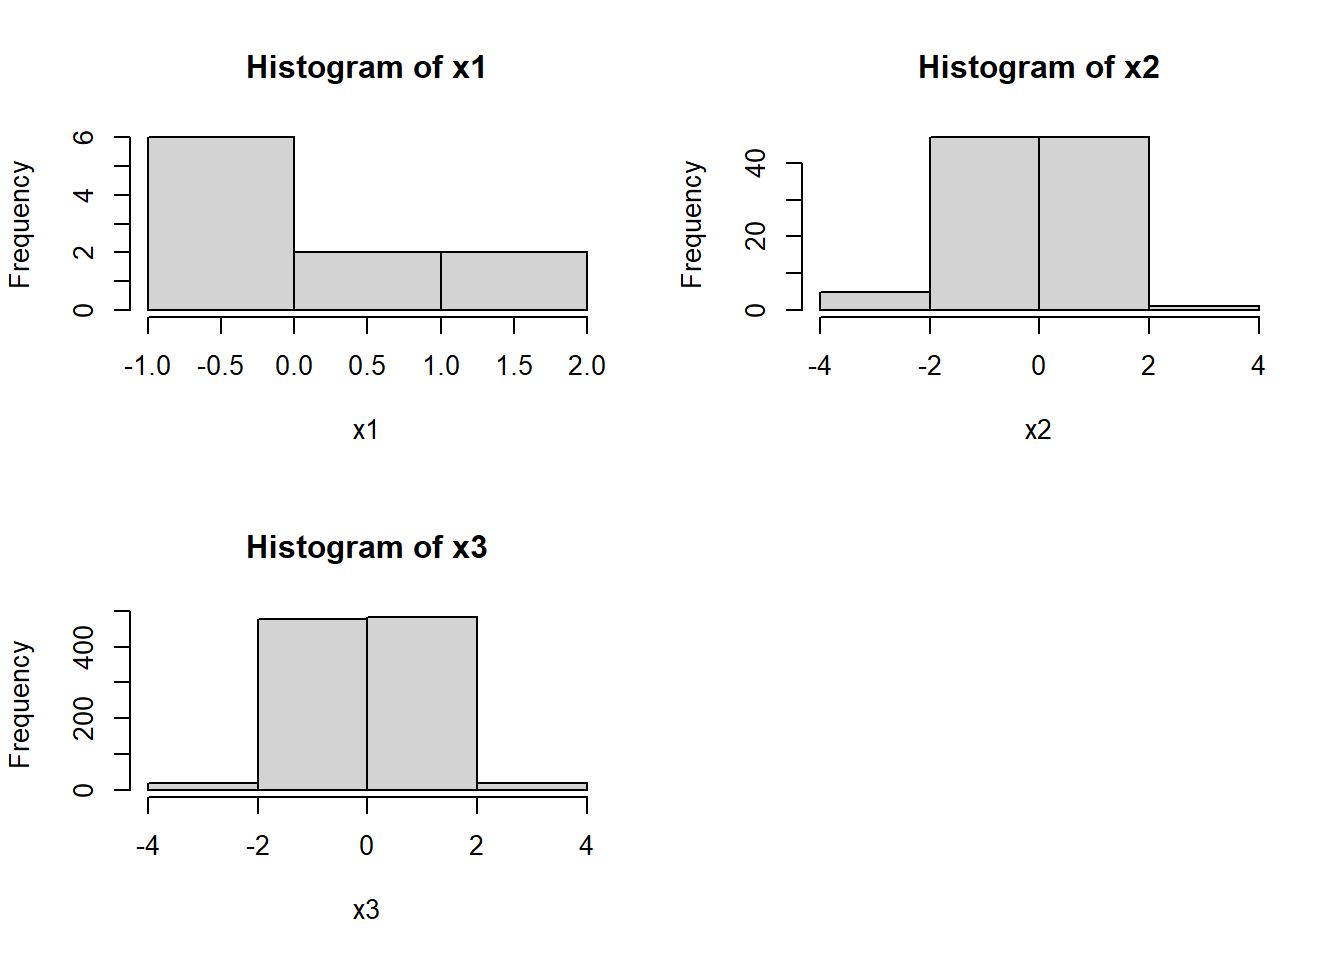 Histogram of x1
Frequency
6
4
2
0
-1.0 -0.5 0.0 0.5 1.0 1.5 2.0
x1
Histogram of x2
Frequency
40
20
0
-4 -2 0 2 4
x2
Histogram of x3
Frequency
400
200
0
-4 -2 0 2 4
x3